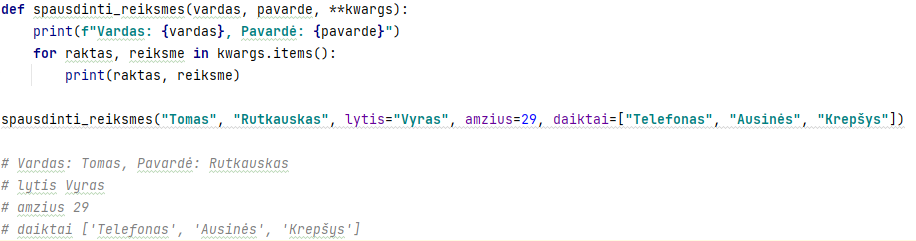 def spausdinti_reiksmes(vardas, pavarde, **kwargs):
    print(f"Vardas: {vardas}, Pavardė: {pavarde}")
    for raktas, reiksme in kwargs.items():
        print(raktas, reiksme)

spausdinti_reiksmes("Tomas", "Rutkauskas", lytis="Vyras", amzius=29, daiktai=["Telefonas", "Ausinės", "Krepšys"])

# Vardas: Tomas, Pavardė: Rutkauskas
# lytis Vyras
# amzius 29
# daiktai ['Telefonas', 'Ausinės', 'Krepšys']